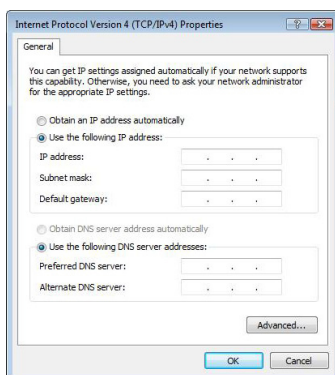 Internet Protocol Version 4 (TCP/IPv4) Properties
General
You can get IP settings assigned automatically if your network supports
this capability. Otherwise, you need to ask your network administrator
for the appropriate IP settings.
Obtain an IP address automatically
Use the following IP address:
IP address:
Subnet mask:
Default gateway:
Obtain DNS server address automatically
Use the following DNS server addresses:
Preferred DNS server:
Alternate DNS server:
Advanced...
OK Cancel